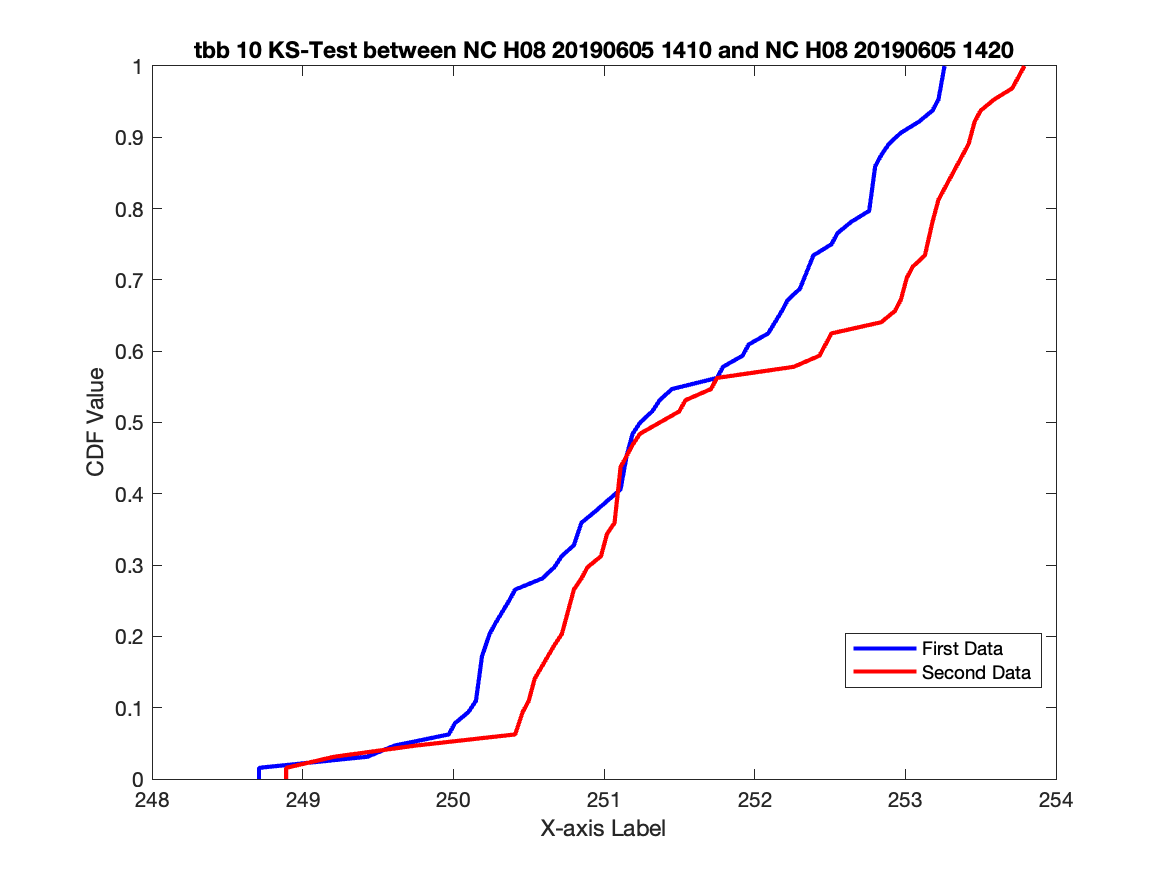 tbb 10 KS-Test between NC H08 20190605 1410 and NC H08 20190605 1420
1
0.9
0.8
0.7
0.6
0.5
0.4
0.3
0.2
0.1
0
CDF Value
First Data
Second Data
248 249 250 251 252 253 254
X-axis Label